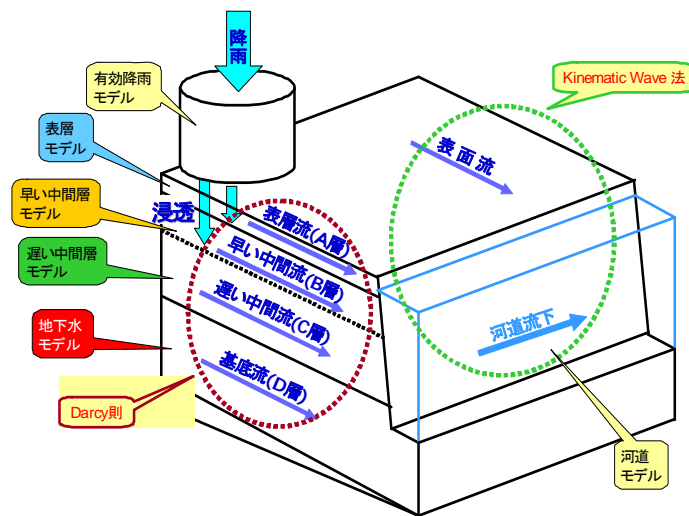 降雨
有効降雨
モデル
Kinematic Wave 法
表層
モデル
表面流
早い中間層
モデル
浸透
表層流(A層)
早い中間流(B層)
遅い中間層
モデル
遅い中間流(C層)
河道流下
地下水
モデル
基底流(D層)
Darcy則
河道
モデル